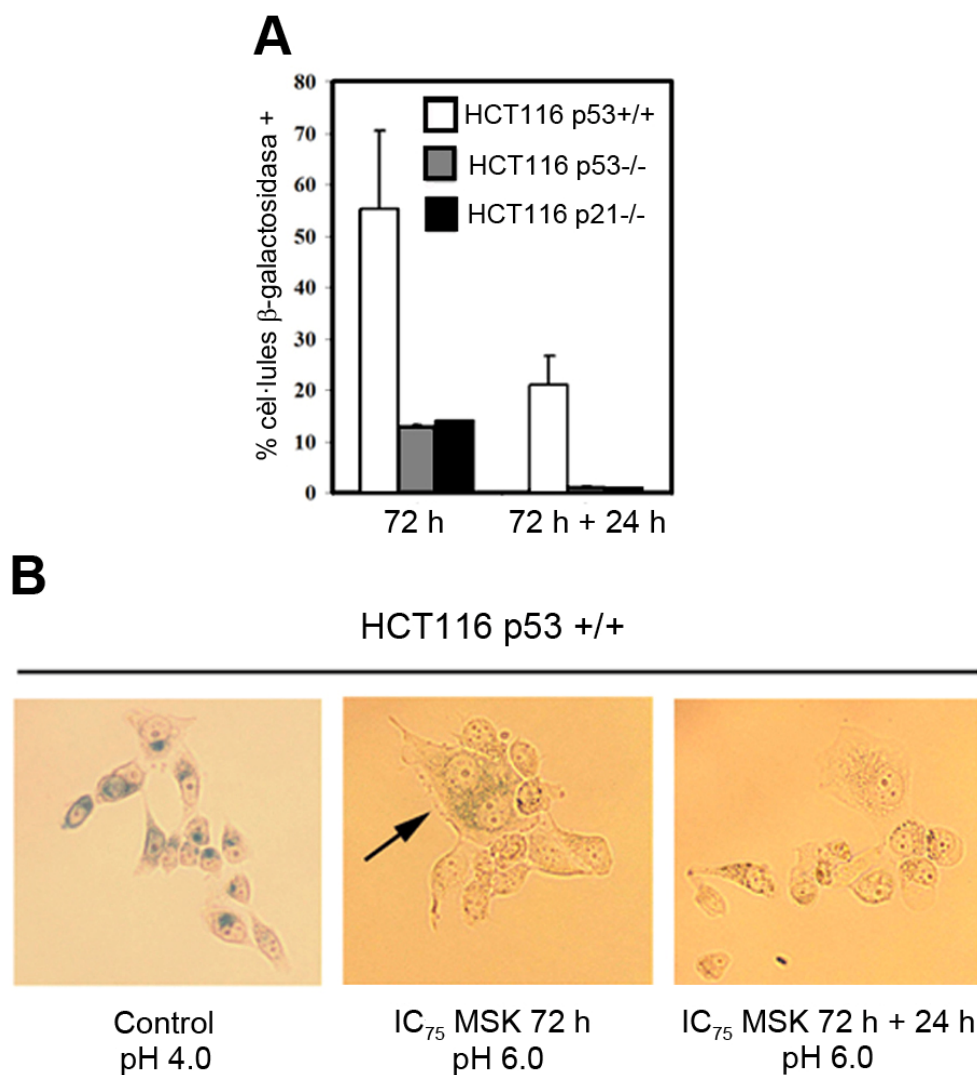 A
% cèl·lules β-galactosidasa +
80
70
60
50
40
30
20
10
0
HCT116 p53+/+
HCT116 p53-/-
HCT116 p21-/-
72 h
72 h + 24 h
B
HCT116 p53 +/+
Control
pH 4.0
IC₇₅ MSK 72 h
pH 6.0
IC₇₅ MSK 72 h + 24 h
pH 6.0